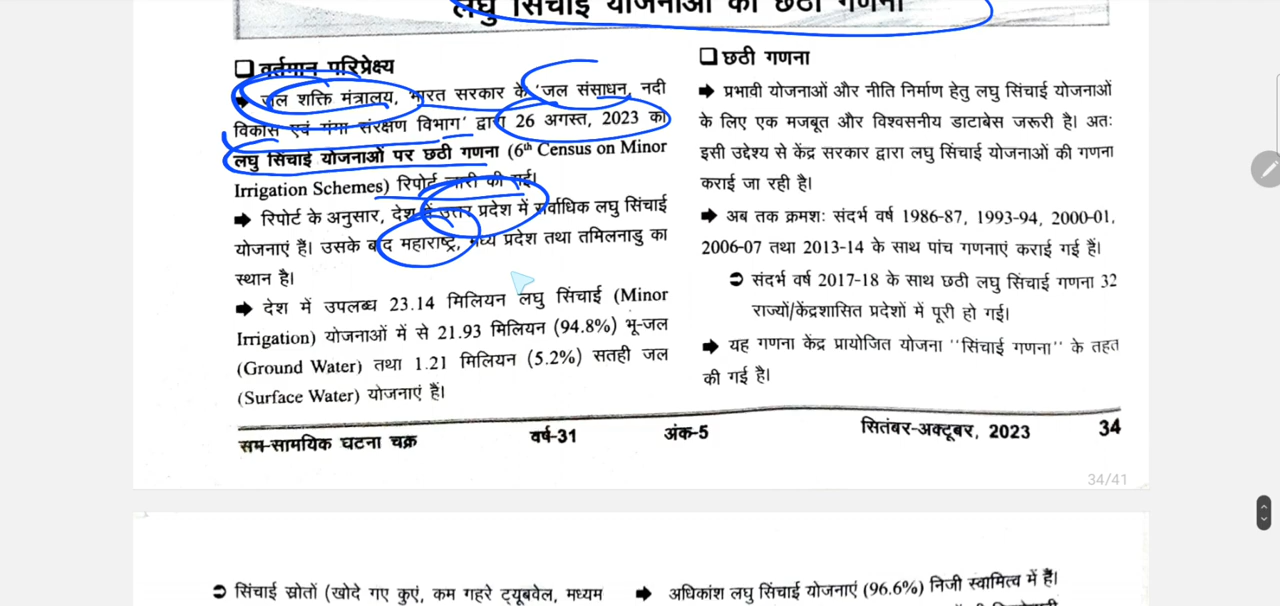 लघु सिंचाई योजनाओं की छठी गणना
❑ वर्तमान परिप्रेक्ष्य
➡ जल शक्ति मंत्रालय, भारत सरकार के 'जल संसाधन, नदी
विकास एवं गंगा संरक्षण विभाग' द्वारा 26 अगस्त, 2023 को
लघु सिंचाई योजनाओं पर छठी गणना (6th Census on Minor
Irrigation Schemes) रिपोर्ट जारी की गई।
➡ रिपोर्ट के अनुसार, देश में उत्तर प्रदेश में सर्वाधिक लघु सिंचाई
योजनाएं हैं। उसके बाद महाराष्ट्र, मध्य प्रदेश तथा तमिलनाडु का
स्थान है।
➡ देश में उपलब्ध 23.14 मिलियन लघु सिंचाई (Minor
Irrigation) योजनाओं में से 21.93 मिलियन (94.8%) भू-जल
(Ground Water) तथा 1.21 मिलियन (5.2%) सतही जल
(Surface Water) योजनाएं हैं।
❑ छठी गणना
➡ प्रभावी योजनाओं और नीति निर्माण हेतु लघु सिंचाई योजनाओं
के लिए एक मजबूत और विश्वसनीय डाटाबेस जरूरी है। अतः
इसी उद्देश्य से केंद्र सरकार द्वारा लघु सिंचाई योजनाओं की गणना
कराई जा रही है।
➡ अब तक क्रमशः संदर्भ वर्ष 1986-87, 1993-94, 2000-01,
2006-07 तथा 2013-14 के साथ पांच गणनाएं कराई गई हैं।
➲ संदर्भ वर्ष 2017-18 के साथ छठी लघु सिंचाई गणना 32
राज्यों/केंद्रशासित प्रदेशों में पूरी हो गई।
➡ यह गणना केंद्र प्रायोजित योजना "सिंचाई गणना" के तहत
की गई है।
सम-सामयिक घटना चक्र वर्ष-31 अंक-5 सितंबर-अक्टूबर, 2023 34
34/41
➲ सिंचाई स्रोतों (खोदे गए कुएं, कम गहरे ट्यूबवेल, मध्यम
➡ अधिकांश लघु सिंचाई योजनाएं (96.6%) निजी स्वामित्व में हैं।